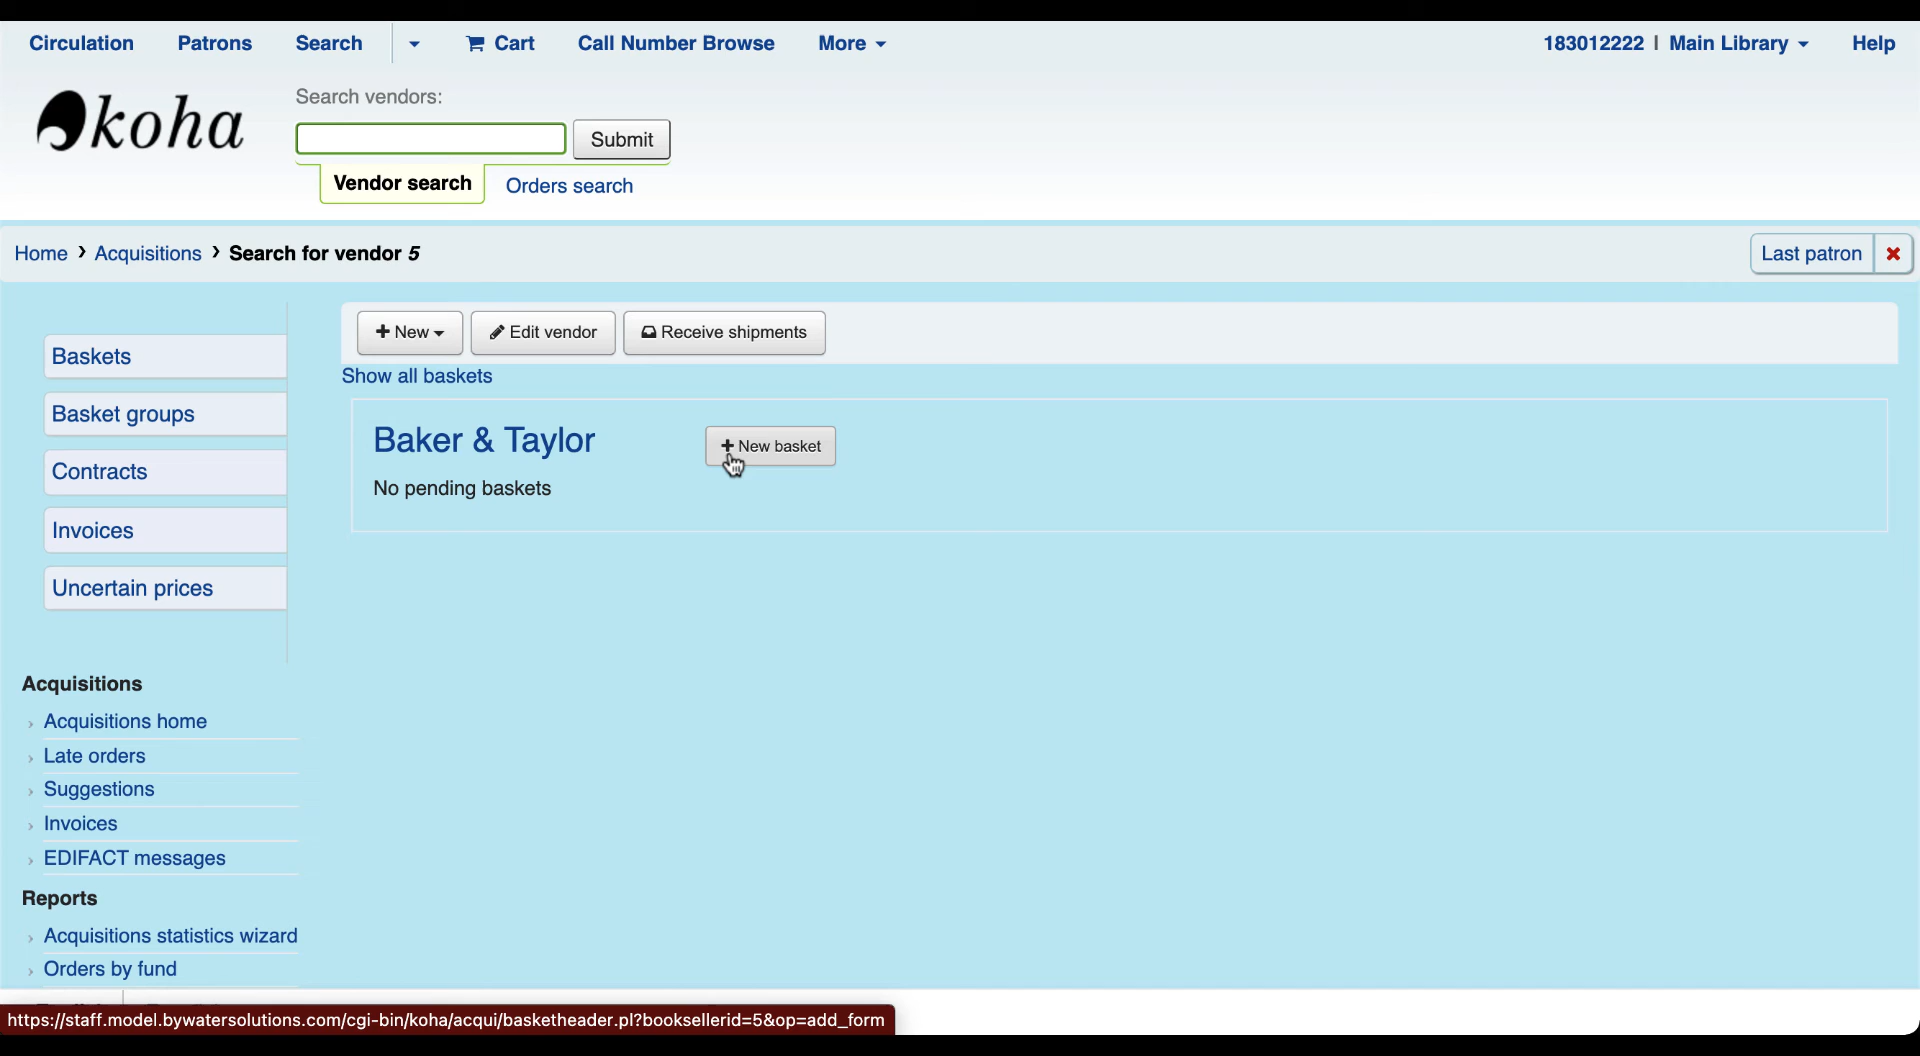 Circulation Patrons Search Cart Call Number Browse More 183012222 | Main Library Help
koha
Search vendors:
Submit
Vendor search Orders search
Home › Acquisitions › Search for vendor 5
Last patron
+ New Edit vendor Receive shipments
Show all baskets
Baker & Taylor
+ New basket
No pending baskets
Baskets
Basket groups
Contracts
Invoices
Uncertain prices
Acquisitions
› Acquisitions home
› Late orders
› Suggestions
› Invoices
› EDIFACT messages
Reports
› Acquisitions statistics wizard
› Orders by fund
https://staff.model.bywatersolutions.com/cgi-bin/koha/acqui/basketheader.pl?booksellerid=5&op=add_form